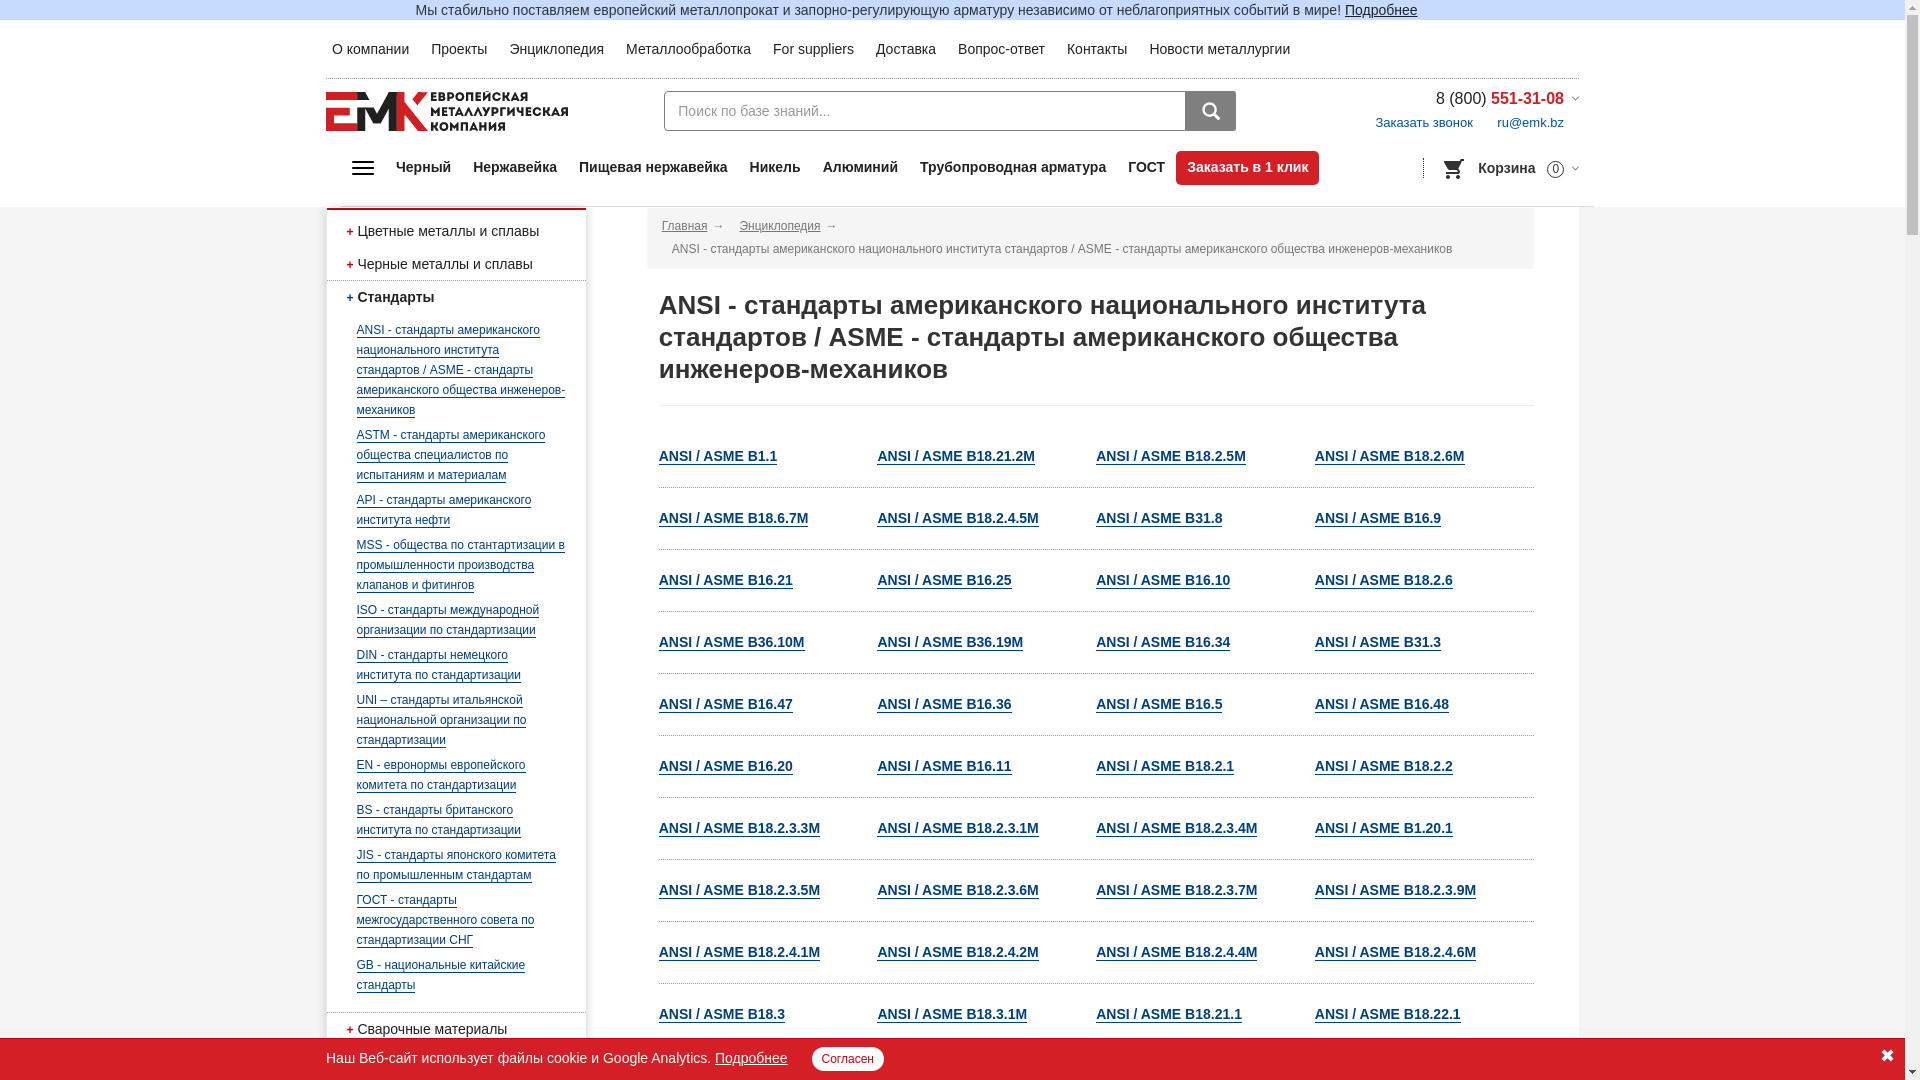 Мы стабильно поставляем европейский металлопрокат и запорно-регулирующую арматуру независимо от неблагоприятных событий в мире! Подробнее
О компании Проекты Энциклопедия Металлообработка For suppliers Доставка Вопрос-ответ Контакты Новости металлургии
ЕМК ЕВРОПЕЙСКАЯ
МЕТАЛЛУРГИЧЕСКАЯ
КОМПАНИЯ
Поиск по базе знаний...
8 (800) 551-31-08
Заказать звонок ru@emk.bz
Черный Нержавейка Пищевая нержавейка Никель Алюминий Трубопроводная арматура ГОСТ Заказать в 1 клик
Корзина 0
+ Цветные металлы и сплавы
+ Черные металлы и сплавы
+ Стандарты
ANSI - стандарты американского
национального института
стандартов / ASME - стандарты
американского общества инженеров-
механиков
ASTM - стандарты американского
общества специалистов по
испытаниям и материалам
API - стандарты американского
института нефти
MSS - общества по стантартизации в
промышленности производства
клапанов и фитингов
ISO - стандарты международной
организации по стандартизации
DIN - стандарты немецкого
института по стандартизации
UNI – стандарты итальянской
национальной организации по
стандартизации
EN - евронормы европейского
комитета по стандартизации
BS - стандарты британского
института по стандартизации
JIS - стандарты японского комитета
по промышленным стандартам
ГОСТ - стандарты
межгосударственного совета по
стандартизации СНГ
GB - национальные китайские
стандарты
+ Сварочные материалы
Главная → Энциклопедия →
ANSI - стандарты американского национального института стандартов / ASME - стандарты американского общества инженеров-механиков
ANSI - стандарты американского национального института
стандартов / ASME - стандарты американского общества
инженеров-механиков
ANSI / ASME B1.1 ANSI / ASME B18.21.2M ANSI / ASME B18.2.5M ANSI / ASME B18.2.6M
ANSI / ASME B18.6.7M ANSI / ASME B18.2.4.5M ANSI / ASME B31.8 ANSI / ASME B16.9
ANSI / ASME B16.21 ANSI / ASME B16.25 ANSI / ASME B16.10 ANSI / ASME B18.2.6
ANSI / ASME B36.10M ANSI / ASME B36.19M ANSI / ASME B16.34 ANSI / ASME B31.3
ANSI / ASME B16.47 ANSI / ASME B16.36 ANSI / ASME B16.5 ANSI / ASME B16.48
ANSI / ASME B16.20 ANSI / ASME B16.11 ANSI / ASME B18.2.1 ANSI / ASME B18.2.2
ANSI / ASME B18.2.3.3M ANSI / ASME B18.2.3.1M ANSI / ASME B18.2.3.4M ANSI / ASME B1.20.1
ANSI / ASME B18.2.3.5M ANSI / ASME B18.2.3.6M ANSI / ASME B18.2.3.7M ANSI / ASME B18.2.3.9M
ANSI / ASME B18.2.4.1M ANSI / ASME B18.2.4.2M ANSI / ASME B18.2.4.4M ANSI / ASME B18.2.4.6M
ANSI / ASME B18.3 ANSI / ASME B18.3.1M ANSI / ASME B18.21.1 ANSI / ASME B18.22.1
Наш Веб-сайт использует файлы cookie и Google Analytics. Подробнее Согласен ✖